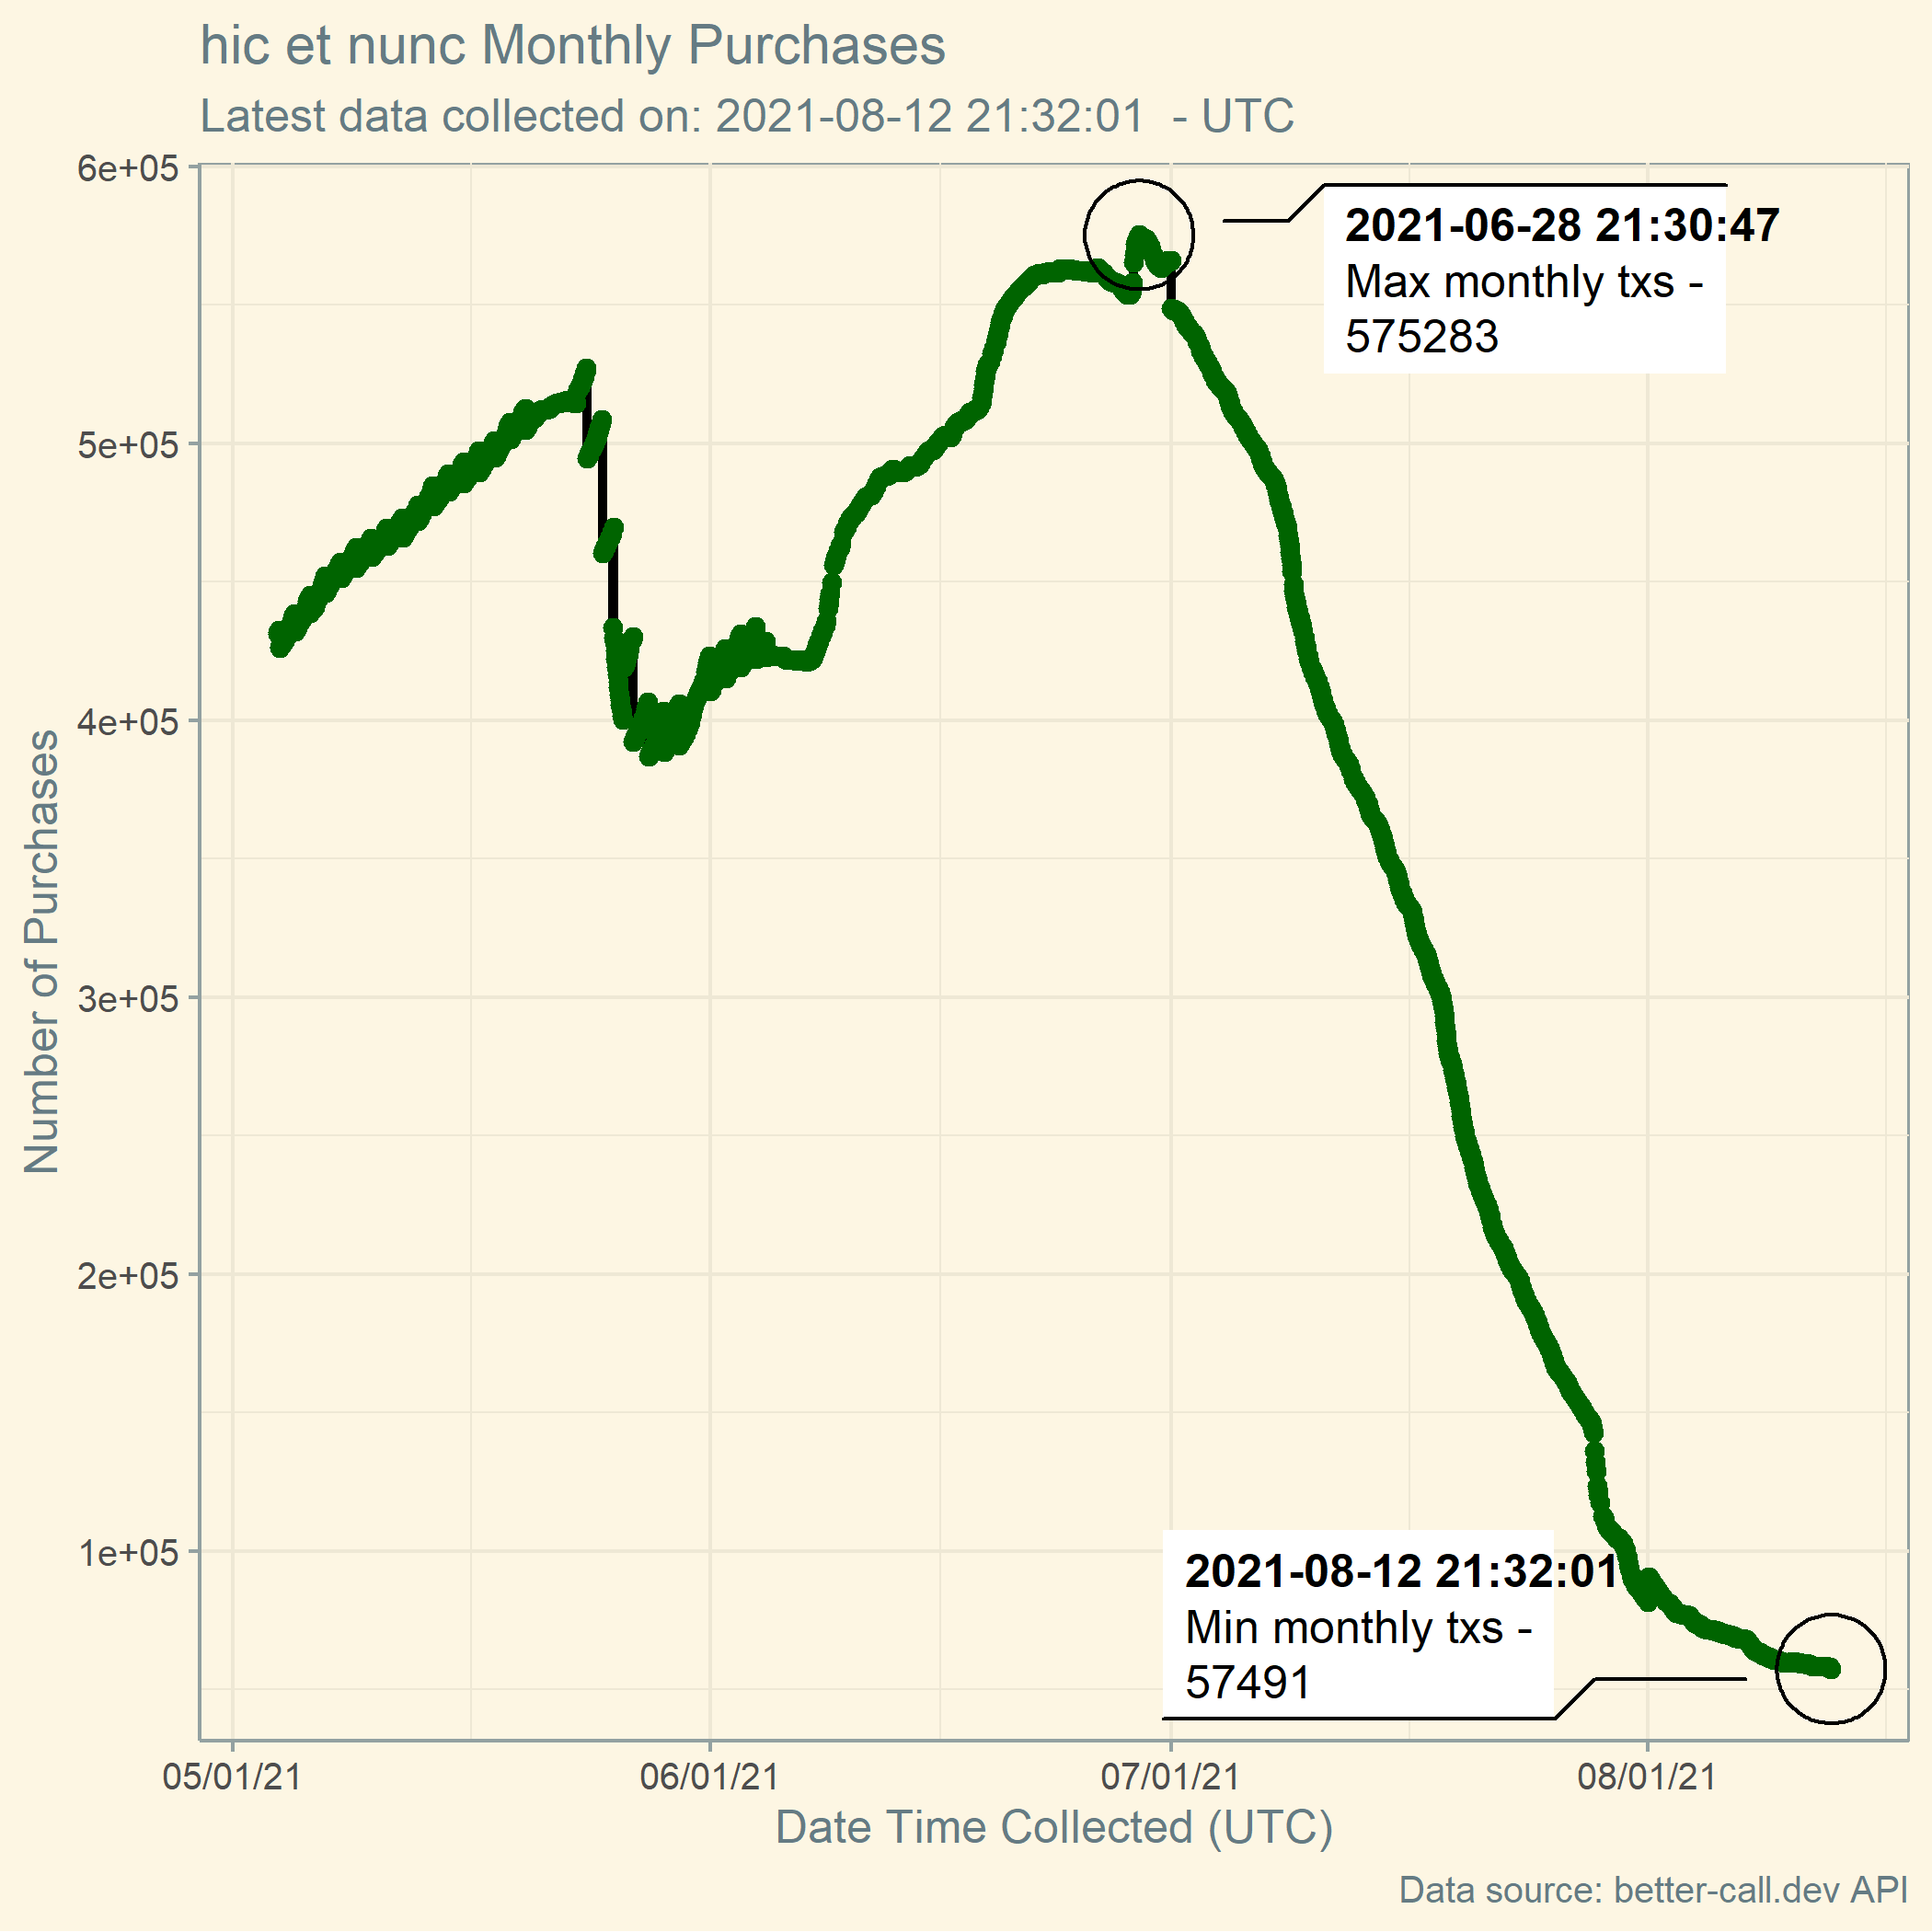 hic et nunc Monthly Purchases
Latest data collected on: 2021-08-12 21:32:01  - UTC
6e+05
5e+05
4e+05
3e+05
2e+05
1e+05
Number of Purchases
2021-06-28 21:30:47
Max monthly txs -
575283
2021-08-12 21:32:01
Min monthly txs -
57491
05/01/21
06/01/21
07/01/21
08/01/21
Date Time Collected (UTC)
Data source: better-call.dev API